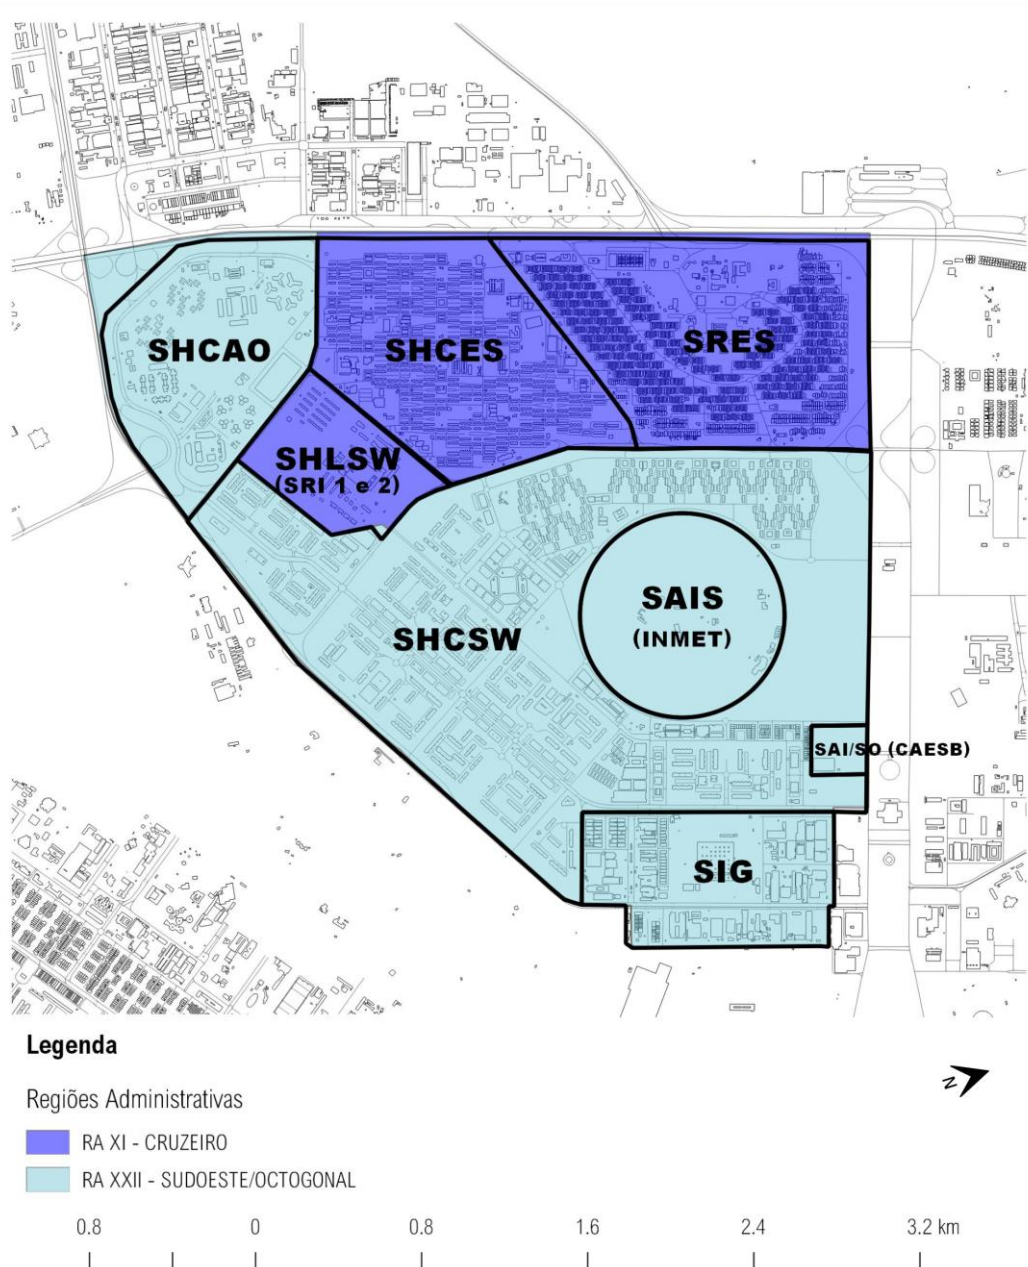 SHCAO
SHCES
SRES
SHLSW
(SRI 1 e 2)
SAIS
(INMET)
SHCSW
SAI/SO (CAESB)
SIG
Legenda
N
Regiões Administrativas
RA XI - CRUZEIRO
RA XXII - SUDOESTE/OCTOGONAL
0.8 0 0.8 1.6 2.4 3.2 km